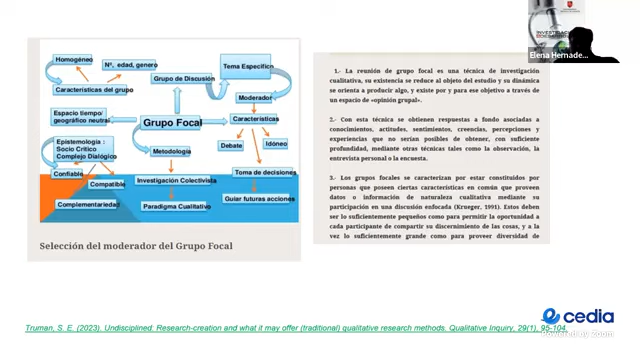 INVESTIGACIÓN
Elena Hernade...
Homogéneo
Nº, edad, genero
Grupo de Discusión
Tema Específico
Características del grupo
Moderador
Espacio tiempo/
geográfico neutral
Grupo Focal
Características
Epistemología :
Socio Crítico
Complejo Dialógico
Metodología
Debate
Idóneo
Confiable
Compatible
Investigación Colectivista
Toma de decisiones
Complementariedad
Paradigma Cualitativo
Guiar futuras acciones
Selección del moderador del Grupo Focal
1.- La reunión de grupo focal es una técnica de investigación
cualitativa, su existencia se reduce al objeto del estudio y su dinámica
se orienta a producir algo, y existe por y para ese objetivo a través de
un espacio de «opinión grupal».
2.- Con esta técnica se obtienen respuestas a fondo asociadas a
conocimientos, actitudes, sentimientos, creencias, percepciones y
experiencias que no serían posibles de obtener, con suficiente
profundidad, mediante otras técnicas tales como la observación, la
entrevista personal o la encuesta.
3.- Los grupos focales se caracterizan por estar constituidos por
personas que poseen ciertas características en común que proveen
datos o información de naturaleza cualitativa mediante su
participación en una discusión enfocada (Krueger, 1991). Estos deben
ser lo suficientemente pequeños como para permitir la oportunidad a
cada participante de compartir su discernimiento de las cosas, y a
la vez lo suficientemente grande como para proveer diversidad de
cedia
Powered by Zoom
Truman, S. E. (2023). Undisciplined: Research-creation and what it may offer (traditional) qualitative research methods. Qualitative Inquiry, 29(1), 95-104.